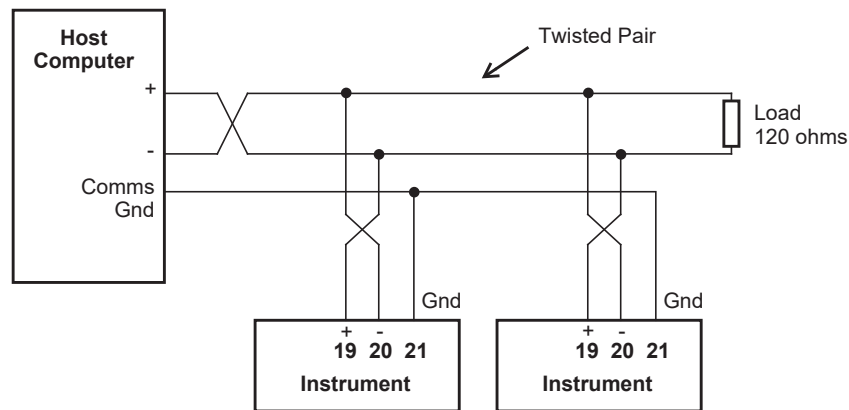 Host
Computer
Twisted Pair
+
-
Load
120 ohms
Comms
Gnd
Gnd
Gnd
+ -
19 20 21
Instrument
+ -
19 20 21
Instrument